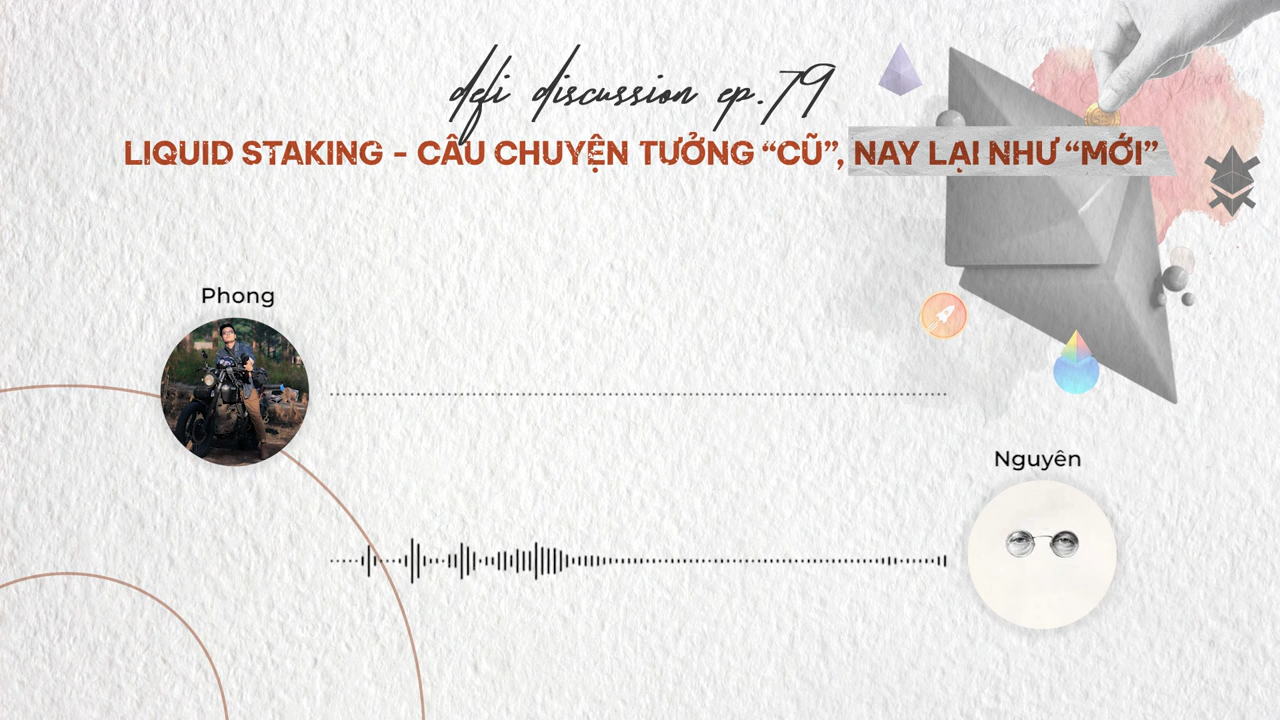 defi discussion ep.79
LIQUID STAKING – CÂU CHUYỆN TƯỞNG “CŨ”, NAY LẠI NHƯ “MỚI”
Phong
Nguyên